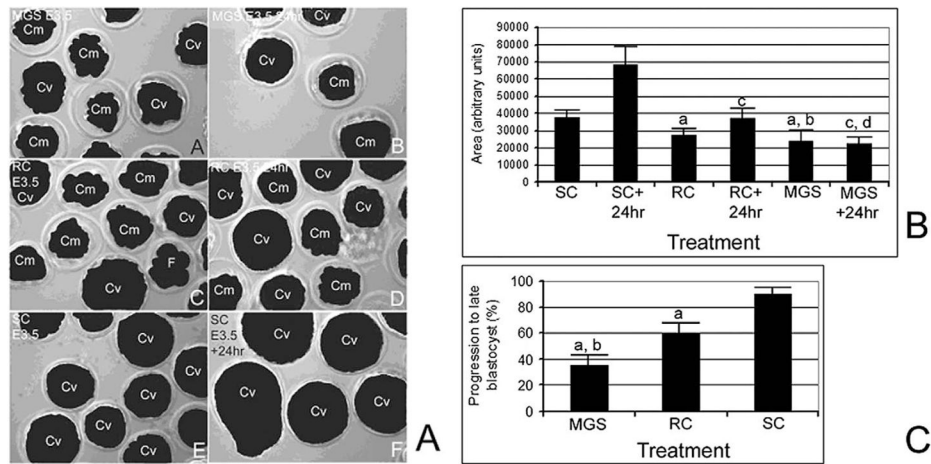 MGS E3.5
Cm
Cv
Cm
Cv
Cm
Cv
Cm
Cm
A
MGS E3.5 24hr
Cv
Cv
Cm
Cm
B
RC
E3.5
Cv
Cm
Cm
Cm
Cm
Cm
F
Cv
C
RC E3.5 24hr
Cv
Cv
Cm
Cv
Cm
D
SC
E3.5
Cv
Cv
Cv
Cv
Cv
Cv
E
SC
E3.5
+24hr
Cv
Cv
Cv
Cv
Cv
F
A
Area (arbitrary units)
90000
80000
70000
60000
50000
40000
30000
20000
10000
0
a
c
a, b
c, d
SC
SC+
24hr
RC
RC+
24hr
MGS
MGS
+24hr
Treatment
B
Progression to late
blastocyst (%)
100
80
60
40
20
0
a, b
a
MGS
RC
SC
Treatment
C